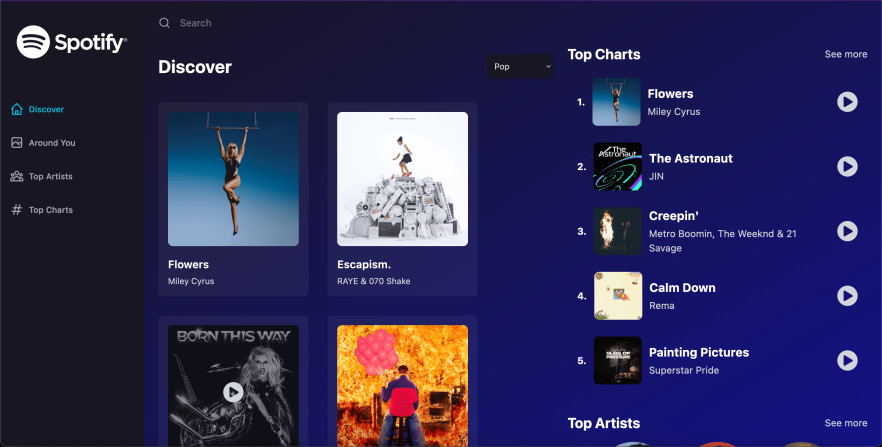 Spotify®
Discover
Around You
Top Artists
Top Charts
Search
Discover
Pop
Flowers
Miley Cyrus
Escapism.
RAYE & 070 Shake
BORN THIS WAY
Top Charts
See more
1.
Flowers
Miley Cyrus
2.
The Astronaut
The Astronaut
JIN
3.
Creepin'
Metro Boomin, The Weeknd & 21
Savage
4.
Calm Down
Rema
5.
Painting Pictures
Superstar Pride
Top Artists
See more